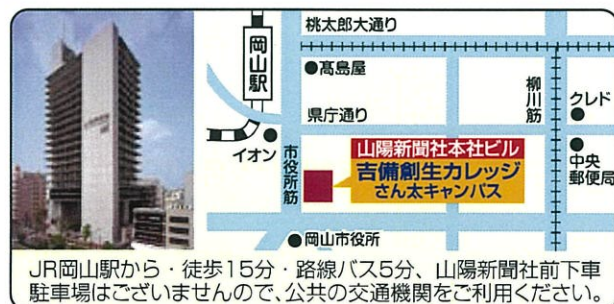 桃太郎大通り
岡山駅
●髙島屋
柳川筋
クレド
県庁通り
イオン
市役所筋
山陽新聞社本社ビル
吉備創生カレッジ
さん太キャンパス
中央
郵便局
●岡山市役所
JR岡山駅から・徒歩15分・路線バス5分、山陽新聞社前下車
駐車場はございませんので、公共の交通機関をご利用ください。